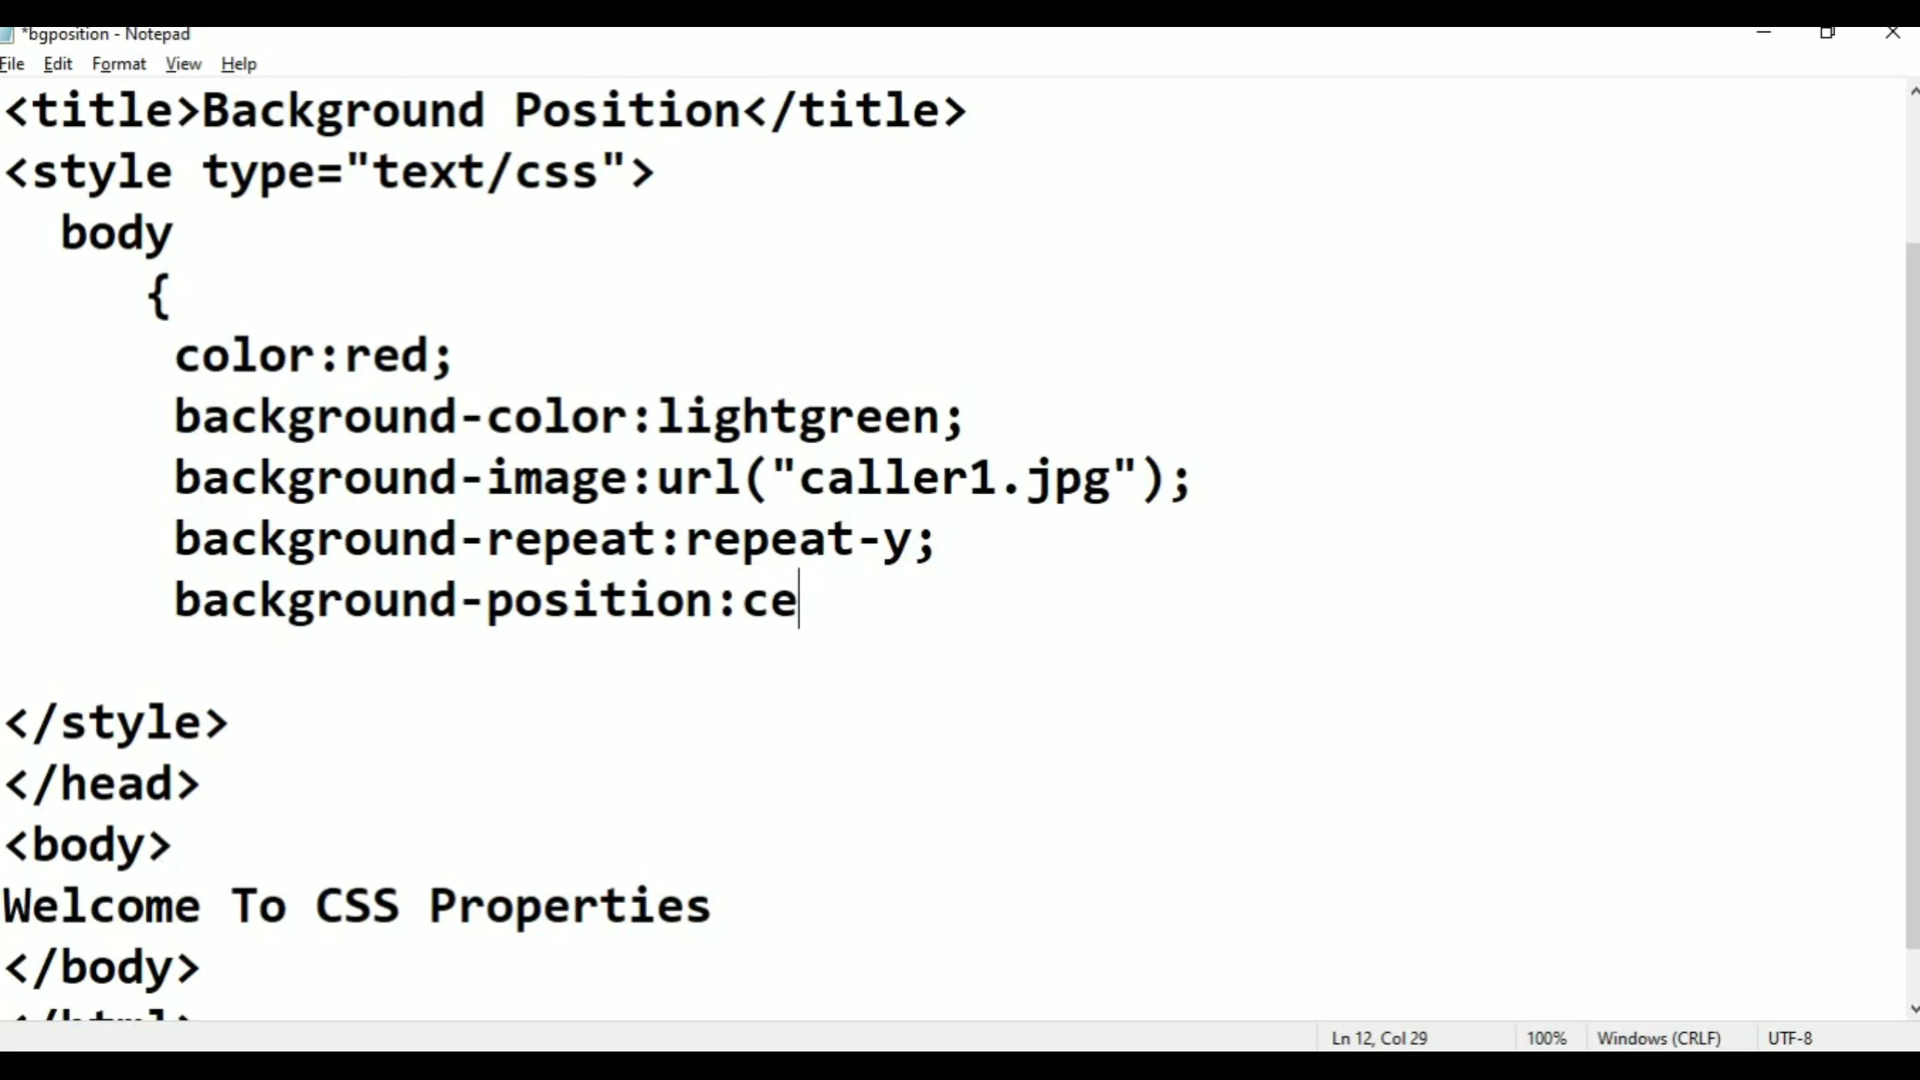 *bgposition - Notepad
File Edit Format View Help
<title>Background Position</title>
<style type="text/css">
body
{
color:red;
background-color:lightgreen;
background-image:url("caller1.jpg");
background-repeat:repeat-y;
background-position:ce
</style>
</head>
<body>
Welcome To CSS Properties
</body>
</html>
Ln 12, Col 29 100% Windows (CRLF) UTF-8